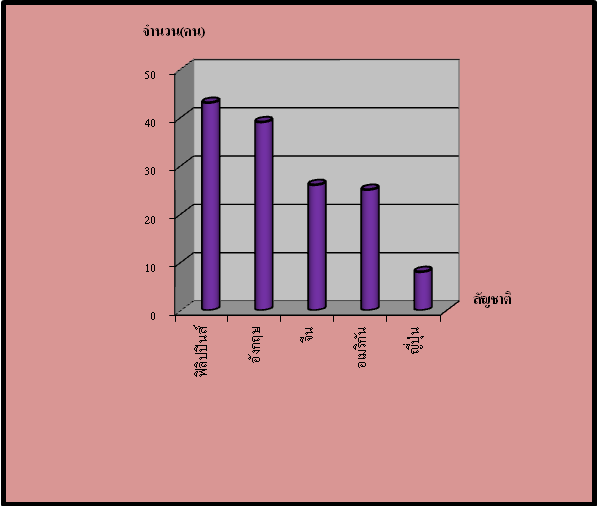 จำนวน(คน)
50
40
30
20
10
0
สัญชาติ
ฟิลิปปินส์
อังกฤษ
จีน
อเมริกัน
ญี่ปุ่น